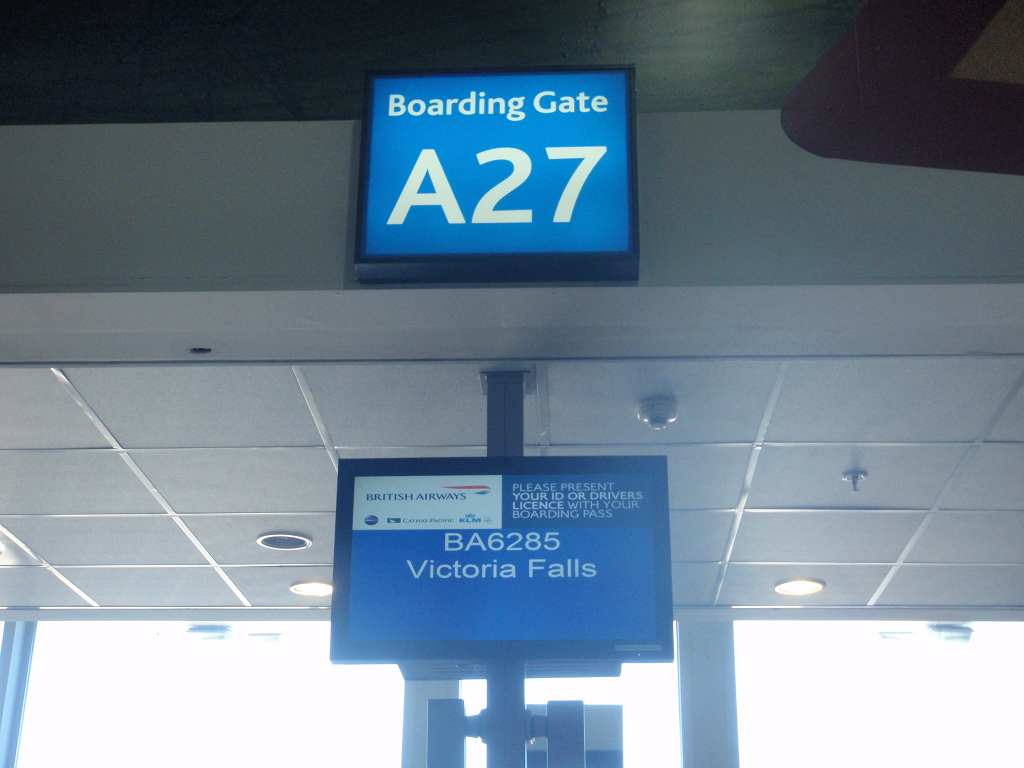 Boarding Gate
A27
BRITISH AIRWAYS
CATHAY PACIFIC KLM
PLEASE PRESENT
YOUR ID OR DRIVERS
LICENCE WITH YOUR
BOARDING PASS
BA6285
Victoria Falls